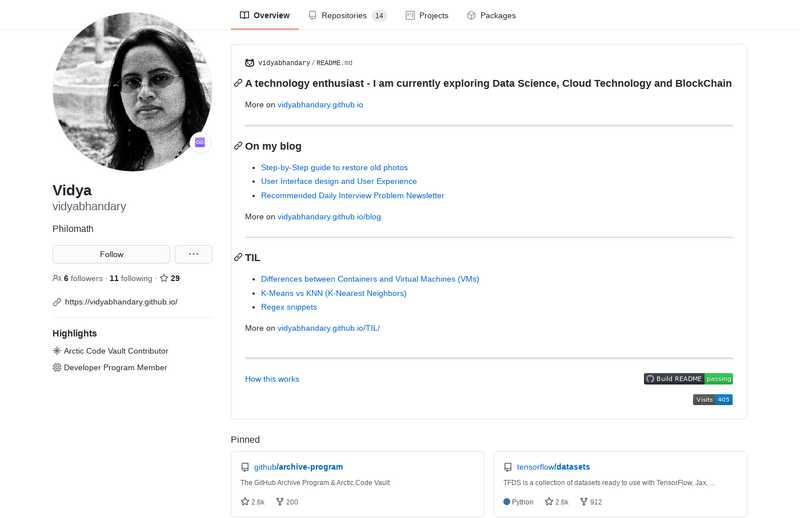 Overview
Repositories 14
Projects
Packages
Vidya
vidyabhandary
Philomath
Follow
6 followers · 11 following · 29
https://vidyabhandary.github.io/
Highlights
Arctic Code Vault Contributor
Developer Program Member
vidyabhandary / README.md
A technology enthusiast - I am currently exploring Data Science, Cloud Technology and BlockChain
More on vidyabhandary.github io
On my blog
Step-by-Step guide to restore old photos
User Interface design and User Experience
Recommended Daily Interview Problem Newsletter
More on vidyabhandary.github io/blog
TIL
Differences between Containers and Virtual Machines (VMs)
K-Means vs KNN (K-Nearest Neighbors)
Regex snippets
More on vidyabhandary.github.io/TIL/
How this works
Build README passing
Visits 405
Pinned
github/archive-program
The GitHub Archive Program & Arctic Code Vault
2.6k 200
tensorflow/datasets
TFDS is a collection of datasets ready to use with TensorFlow, Jax, ...
Python 2.6k 912